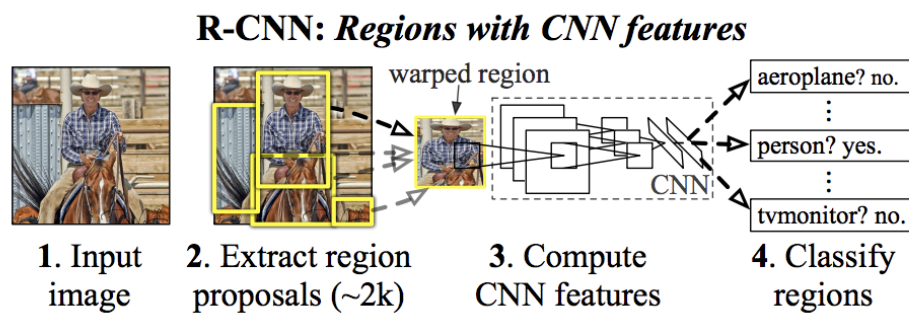 R-CNN: Regions with CNN features
warped region
aeroplane? no.
⋮
person? yes.
⋮
tvmonitor? no.
CNN
1. Input
image
2. Extract region
proposals (~2k)
3. Compute
CNN features
4. Classify
regions